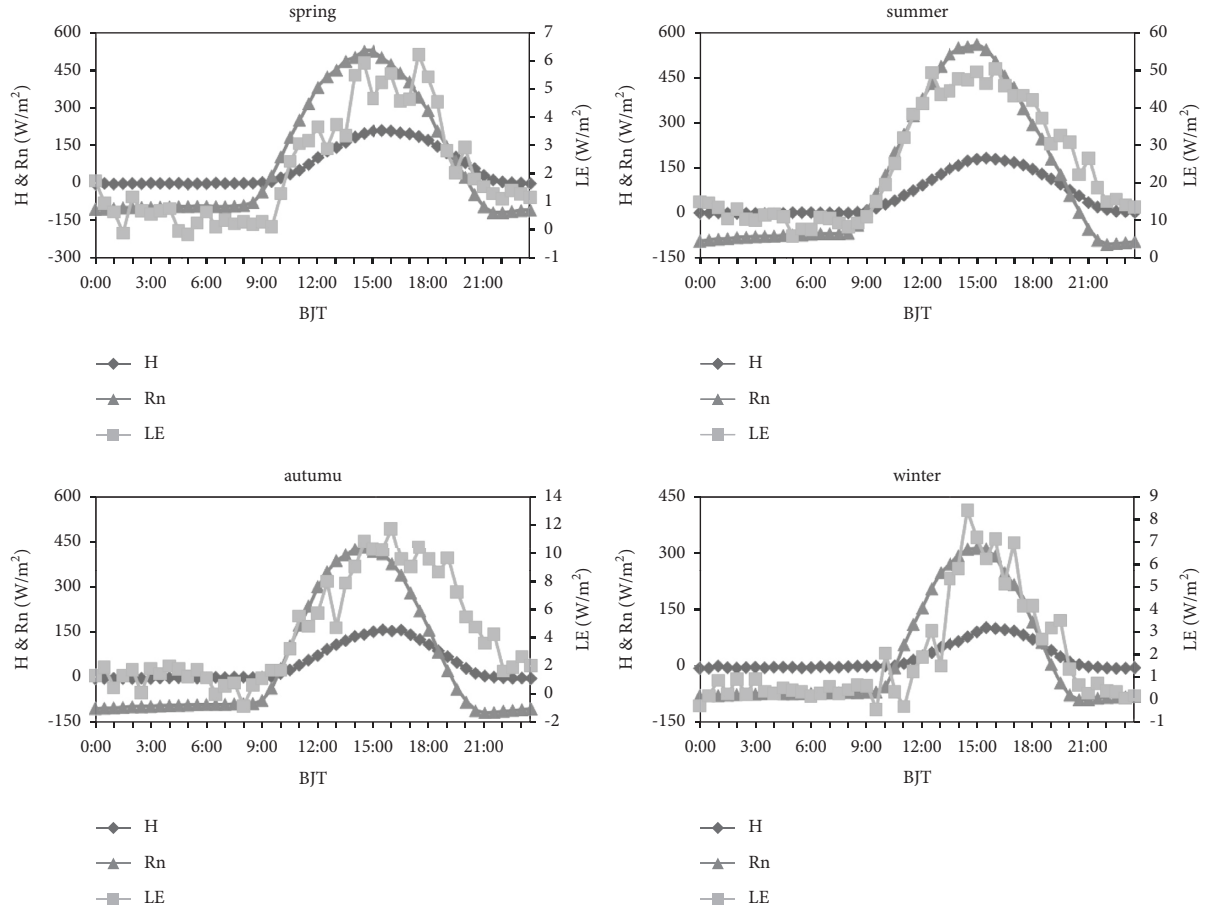 spring
600
450
300
150
0
-150
-300
H & Rn (W/m²)
7
6
5
4
3
2
1
0
-1
LE (W/m²)
0:00 3:00 6:00 9:00 12:00 15:00 18:00 21:00
BJT
H
Rn
LE
summer
600
450
300
150
0
-150
H & Rn (W/m²)
60
50
40
30
20
10
0
LE (W/m²)
0:00 3:00 6:00 9:00 12:00 15:00 18:00 21:00
BJT
H
Rn
LE
autumu
600
450
300
150
0
-150
H & Rn (W/m²)
14
12
10
8
6
4
2
0
-2
LE (W/m²)
0:00 3:00 6:00 9:00 12:00 15:00 18:00 21:00
BJT
H
Rn
LE
winter
450
300
150
0
-150
H & Rn (W/m²)
9
8
7
6
5
4
3
2
1
0
-1
LE (W/m²)
0:00 3:00 6:00 9:00 12:00 15:00 18:00 21:00
BJT
H
Rn
LE